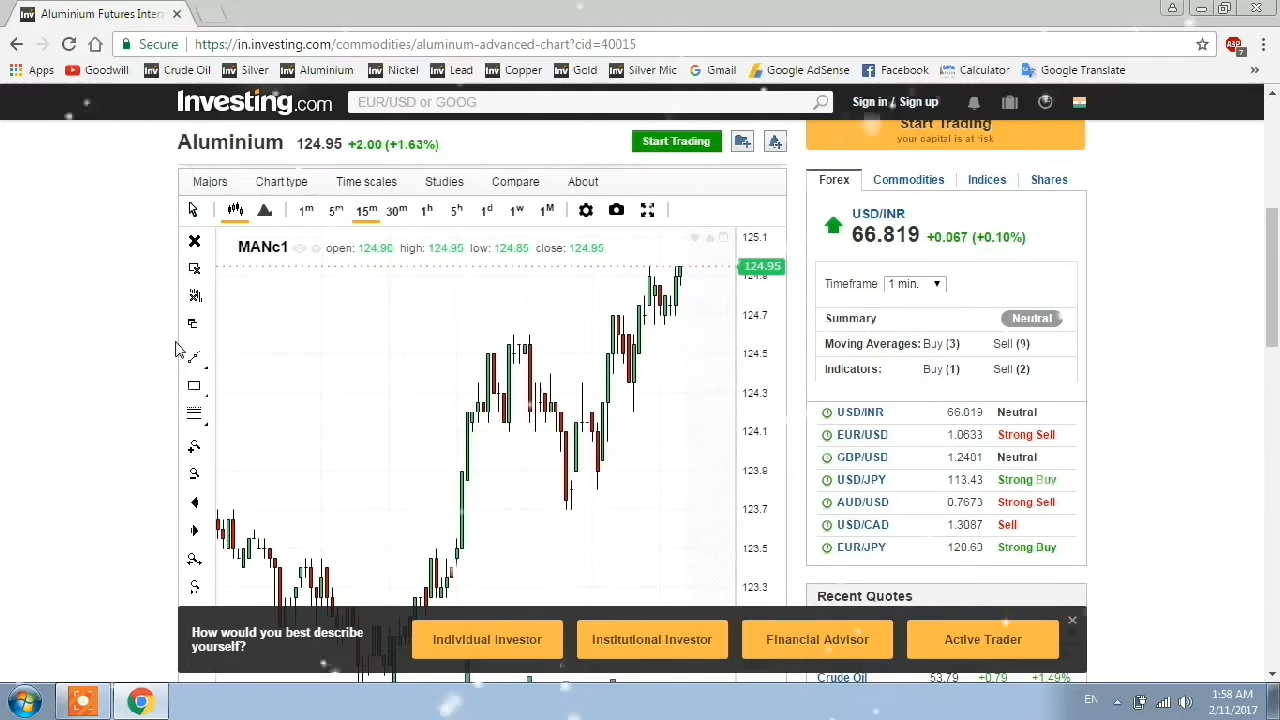 Aluminium Futures Intera
Secure https://in.investing.com/commodities/aluminum-advanced-chart?cid=40015
ABP
7
Apps Goodwill Crude Oil Silver Aluminium Nickel Lead Copper Gold Silver Mic Gmail Google AdSense Facebook Calculator Google Translate »
Investing.com EUR/USD or GOOG Sign in / Sign up
Aluminium 124.95 +2.00 (+1.63%) Start Trading
Start Trading
your capital is at risk
Majors Chart type Time scales Studies Compare About
1m 5m 15m 30m 1h 5h 1d 1w 1M
MANc1 open: 124.90 high: 124.95 low: 124.85 close: 124.95
125.1
124.95
124.9
124.7
124.5
124.3
124.1
123.9
123.7
123.5
123.3
Forex Commodities Indices Shares
USD/INR
66.819 +0.067 (+0.10%)
Timeframe 1 min.
Summary Neutral
Moving Averages: Buy (3) Sell (9)
Indicators: Buy (1) Sell (2)
USD/INR 66.819 Neutral
EUR/USD 1.0633 Strong Sell
GBP/USD 1.2481 Neutral
USD/JPY 113.43 Strong Buy
AUD/USD 0.7673 Strong Sell
USD/CAD 1.3087 Sell
EUR/JPY 120.60 Strong Buy
Recent Quotes
Crude Oil 53.79 +0.79 +1.49%
How would you best describe
yourself?
Individual Investor Institutional Investor Financial Advisor Active Trader
EN
1:58 AM
2/11/2017